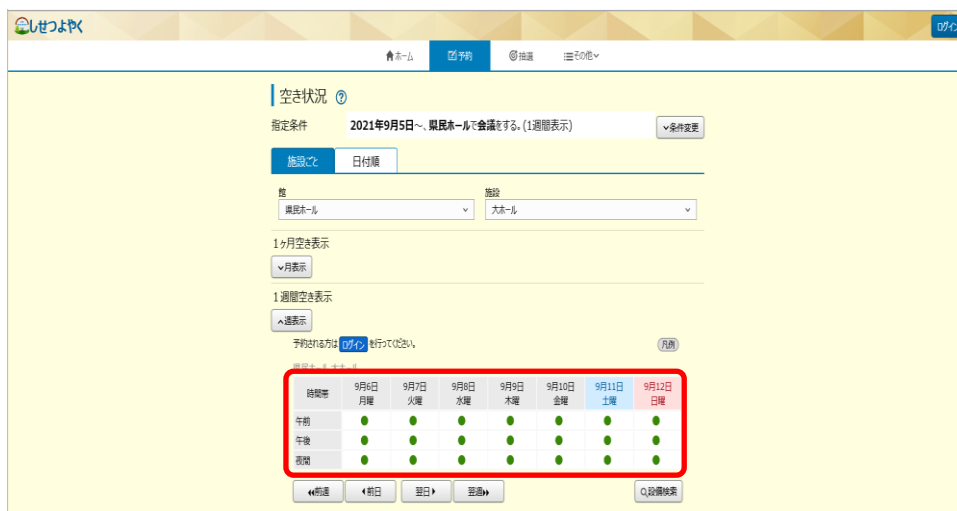 しせつよやく
ログイン
ホーム 予約 抽選 その他
空き状況 ?
指定条件 2021年9月5日～、県民ホールで会議をする。(1週間表示) 条件変更
施設ごと 日付順
館 施設
県民ホール 大ホール
1ヶ月空き表示
月表示
1週間空き表示
週表示
予約される方は ログイン を行ってください。 凡例
県民ホール 大ホール
時間帯 9月6日 9月7日 9月8日 9月9日 9月10日 9月11日 9月12日
月曜 火曜 水曜 木曜 金曜 土曜 日曜
午前
午後
夜間
前週 前日 翌日 翌週 設備検索